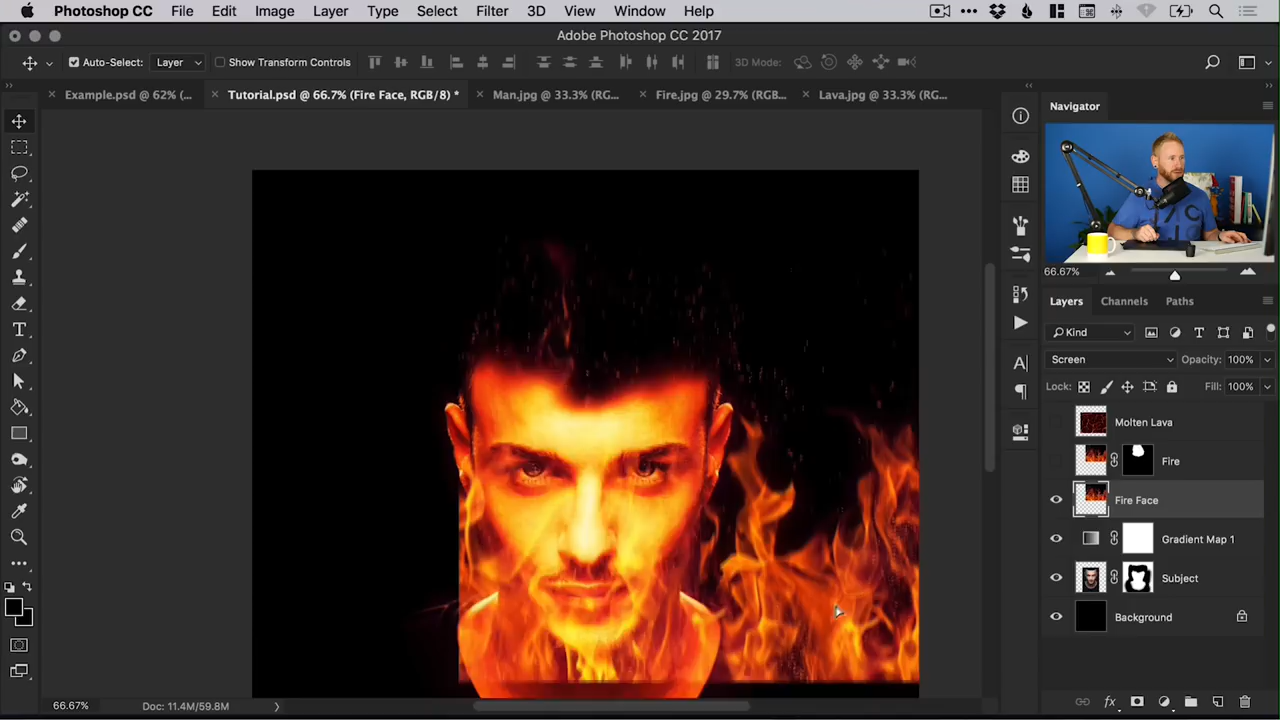 Photoshop CC File Edit Image Layer Type Select Filter 3D View Window Help
Adobe Photoshop CC 2017
Auto-Select: Layer Show Transform Controls 3D Mode:
Example.psd @ 62% (... Tutorial.psd @ 66.7% (Fire Face, RGB/8) * Man.jpg @ 33.3% (RG... Fire.jpg @ 29.7% (RGB... Lava.jpg @ 33.3% (RG...
Navigator
66.67%
Layers Channels Paths
Kind
Screen Opacity: 100%
Lock: Fill: 100%
Molten Lava
Fire
Fire Face
Gradient Map 1
Subject
Background
66.67% Doc: 11.4M/59.8M